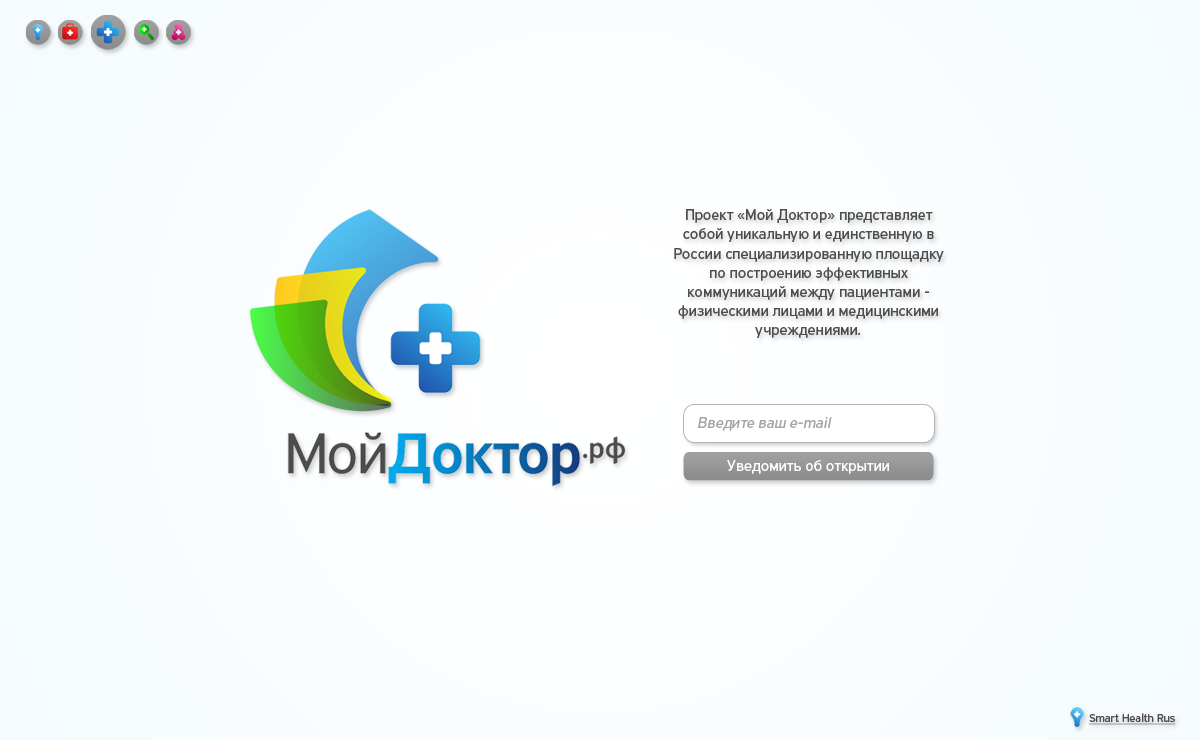 Проект «Мой Доктор» представляет
собой уникальную и единственную в
России специализированную площадку
по построению эффективных
коммуникаций между пациентами -
физическими лицами и медицинскими
учреждениями.
Введите ваш e-mail
МойДоктор.рф
Уведомить об открытии
Smart Health Rus